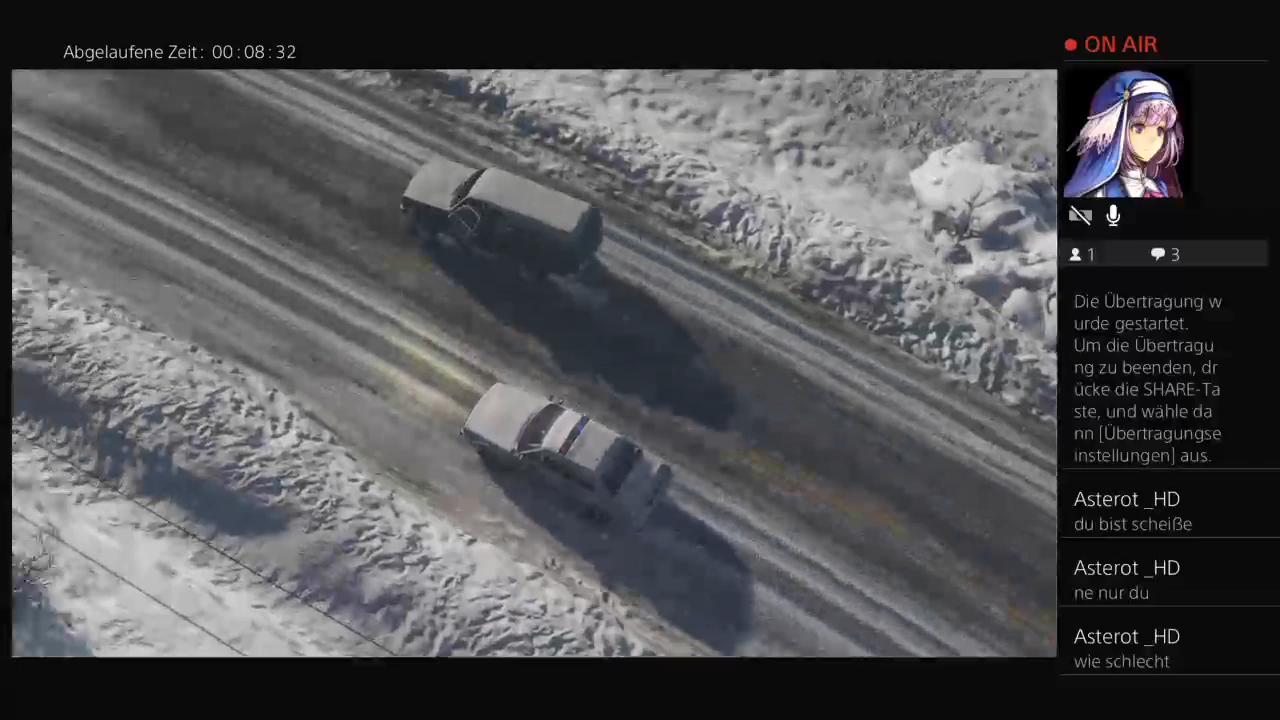 Abgelaufene Zeit: 00:08:32
ON AIR
1
3
Die Übertragung w
urde gestartet.
Um die Übertragu
ng zu beenden, dr
ücke die SHARE-Ta
ste, und wähle da
nn [Übertragungse
instellungen] aus.
Asterot _HD
du bist scheiße
Asterot _HD
ne nur du
Asterot _HD
wie schlecht